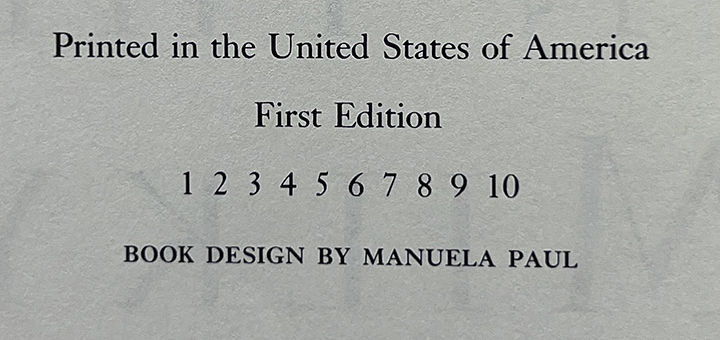 Printed in the United States of America
First Edition
1 2 3 4 5 6 7 8 9 10
BOOK DESIGN BY MANUELA PAUL